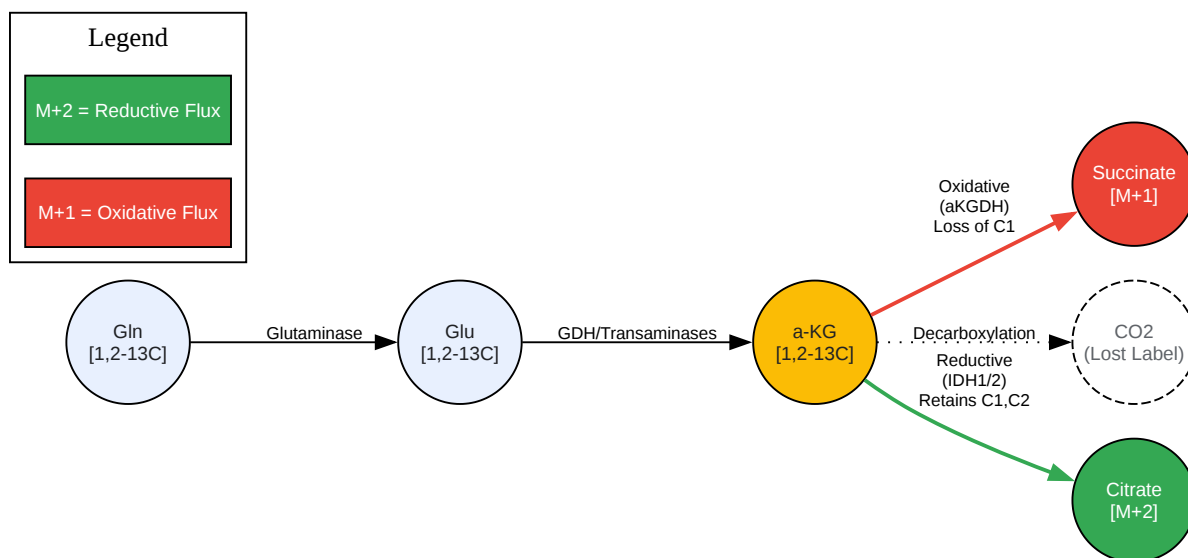 Legend
M+2 = Reductive Flux
M+1 = Oxidative Flux
Gln
[1,2-13C]
Glutaminase
Glu
[1,2-13C]
GDH/Transaminases
a-KG
[1,2-13C]
Oxidative
(aKGDH)
Loss of C1
Succinate
[M+1]
Decarboxylation
CO2
(Lost Label)
Reductive
(IDH1/2)
Retains C1,C2
Citrate
[M+2]